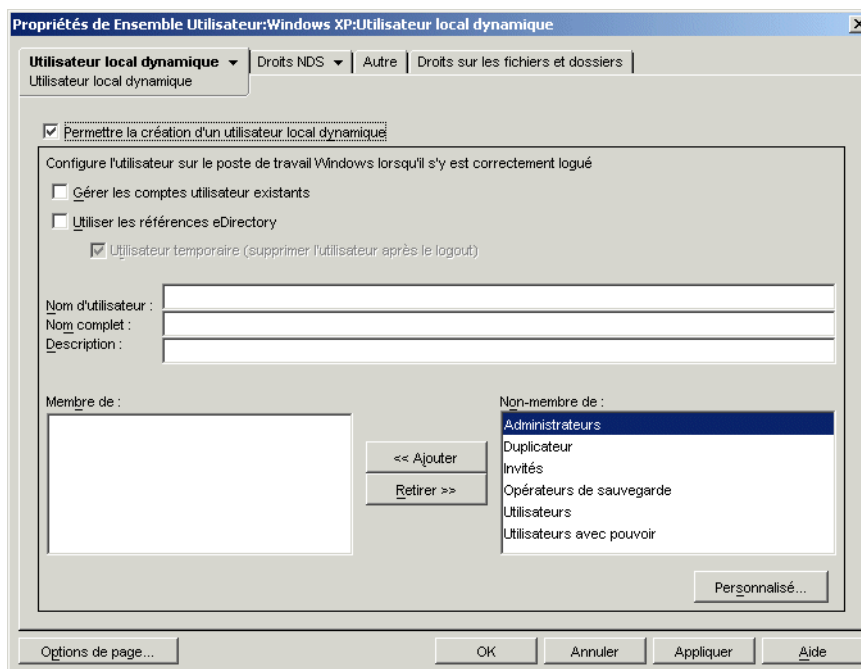 Propriétés de Ensemble Utilisateur:Windows XP:Utilisateur local dynamique
Utilisateur local dynamique Droits NDS Autre Droits sur les fichiers et dossiers
Utilisateur local dynamique
Permettre la création d'un utilisateur local dynamique
Configure l'utilisateur sur le poste de travail Windows lorsqu'il s'y est correctement logué
Gérer les comptes utilisateur existants
Utiliser les références eDirectory
Utilisateur temporaire (supprimer l'utilisateur après le logout)
Nom d'utilisateur :
Nom complet :
Description :
Membre de :
Non-membre de :
Administrateurs
Duplicateur
Invités
Opérateurs de sauvegarde
Utilisateurs
Utilisateurs avec pouvoir
<< Ajouter
Retirer >>
Personnalisé...
Options de page... OK Annuler Appliquer Aide